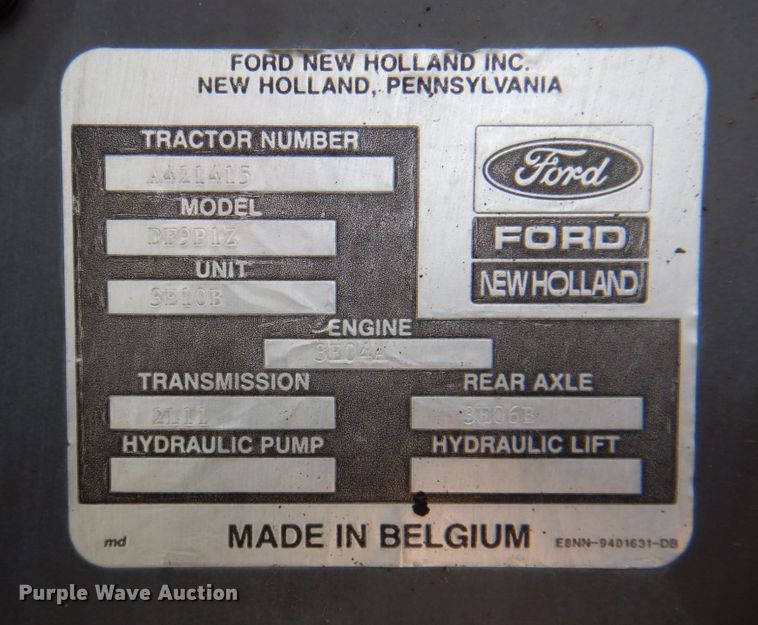 FORD NEW HOLLAND INC.
NEW HOLLAND, PENNSYLVANIA
TRACTOR NUMBER
A421415
MODEL
DF9P1Z
UNIT
3E10B
Ford
FORD
NEW HOLLAND
ENGINE
3E04A
TRANSMISSION
2L11
REAR AXLE
3E06B
HYDRAULIC PUMP
HYDRAULIC LIFT
md
MADE IN BELGIUM
E8NN-9401631-DB
Purple Wave Auction